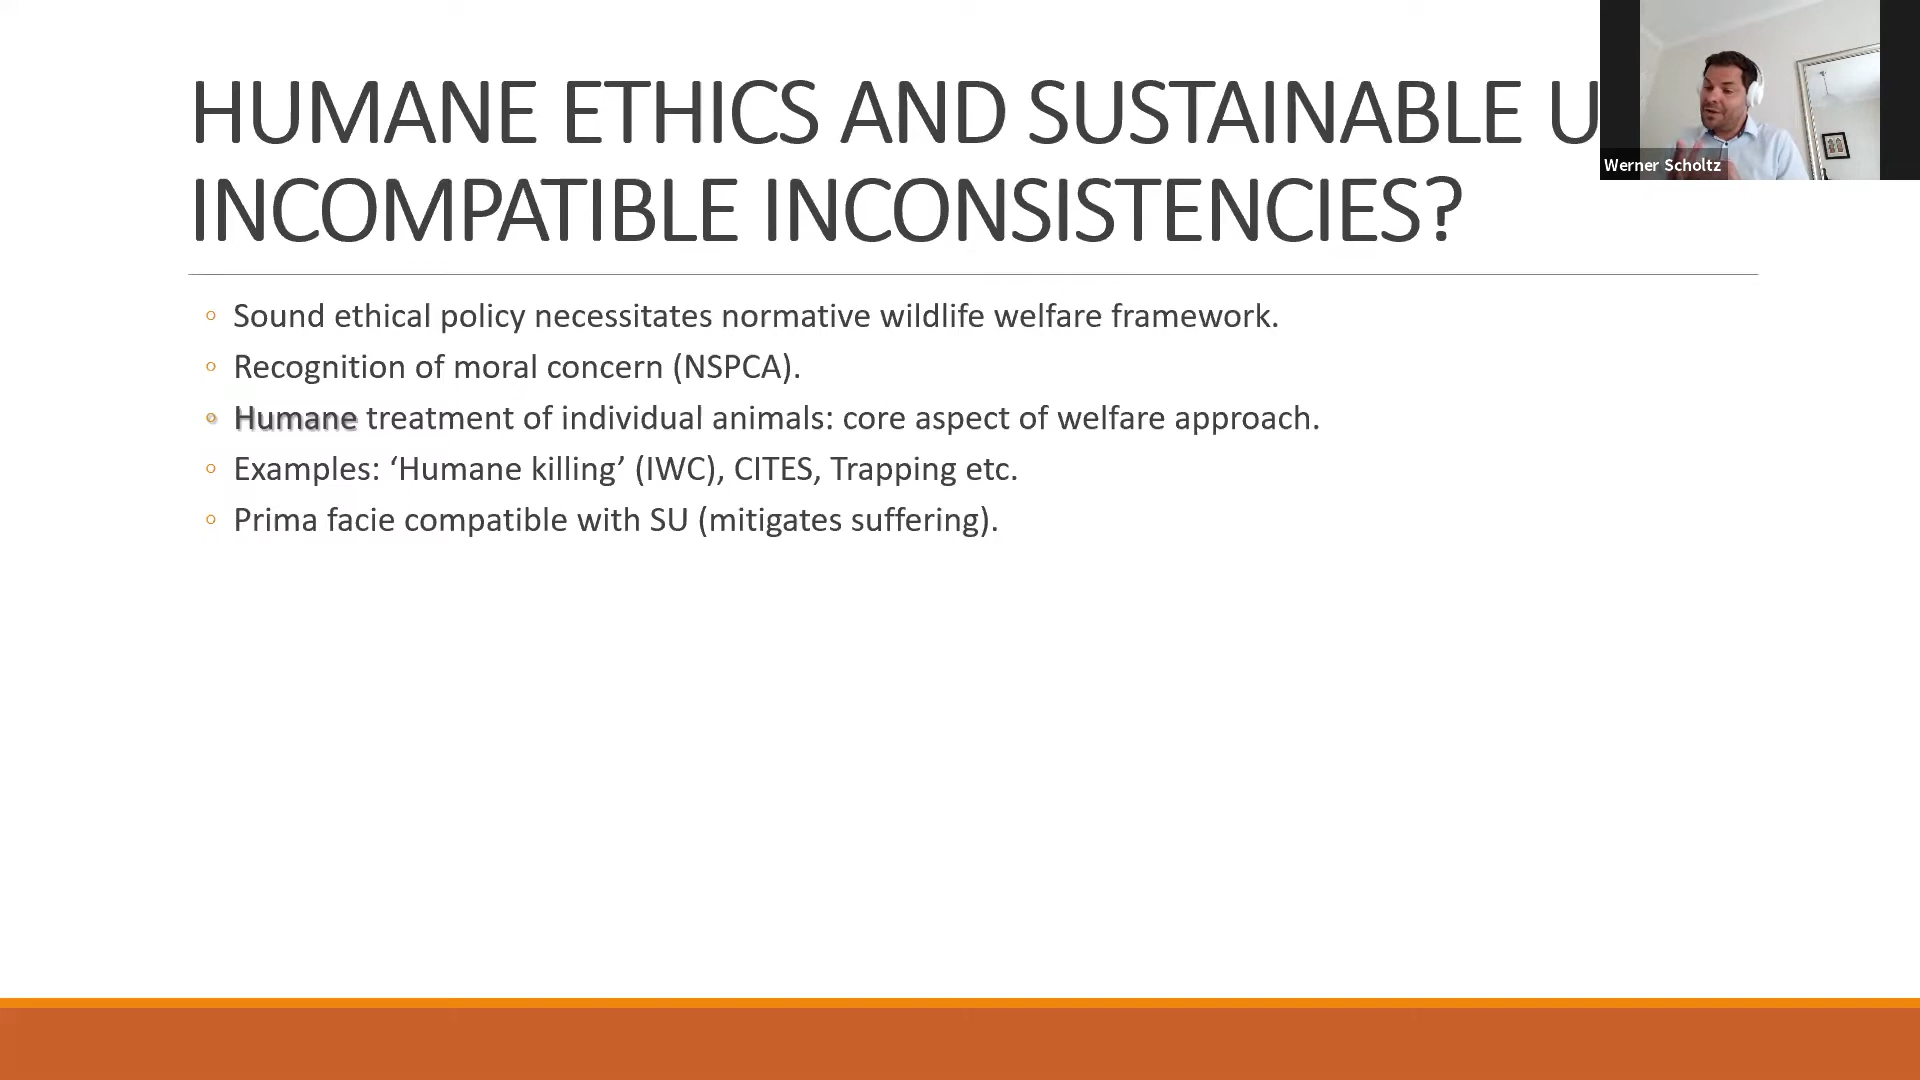 HUMANE ETHICS AND SUSTAINABLE U
INCOMPATIBLE INCONSISTENCIES?
Werner Scholtz
◦ Sound ethical policy necessitates normative wildlife welfare framework.
◦ Recognition of moral concern (NSPCA).
◦ Humane treatment of individual animals: core aspect of welfare approach.
◦ Examples: ‘Humane killing’ (IWC), CITES, Trapping etc.
◦ Prima facie compatible with SU (mitigates suffering).